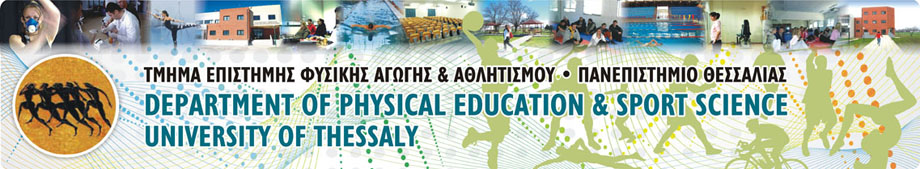 ΤΜΗΜΑ ΕΠΙΣΤΗΜΗΣ ΦΥΣΙΚΗΣ ΑΓΩΓΗΣ & ΑΘΛΗΤΙΣΜΟΥ • ΠΑΝΕΠΙΣΤΗΜΙΟ ΘΕΣΣΑΛΙΑΣ
DEPARTMENT OF PHYSICAL EDUCATION & SPORT SCIENCE
UNIVERSITY OF THESSALY